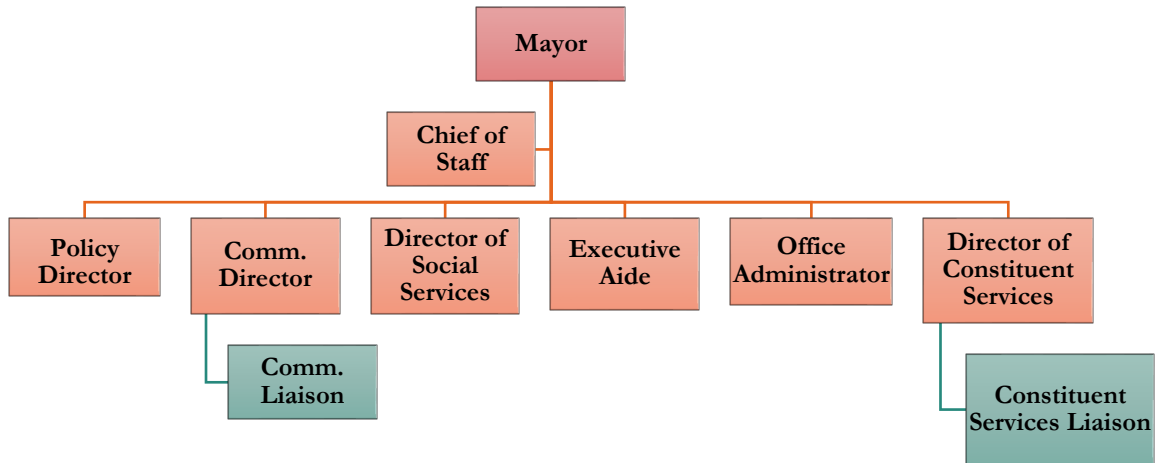 Mayor
Chief of
Staff
Policy
Director
Comm.
Director
Director of
Social
Services
Executive
Aide
Office
Administrator
Director of
Constituent
Services
Comm.
Liaison
Constituent
Services Liaison